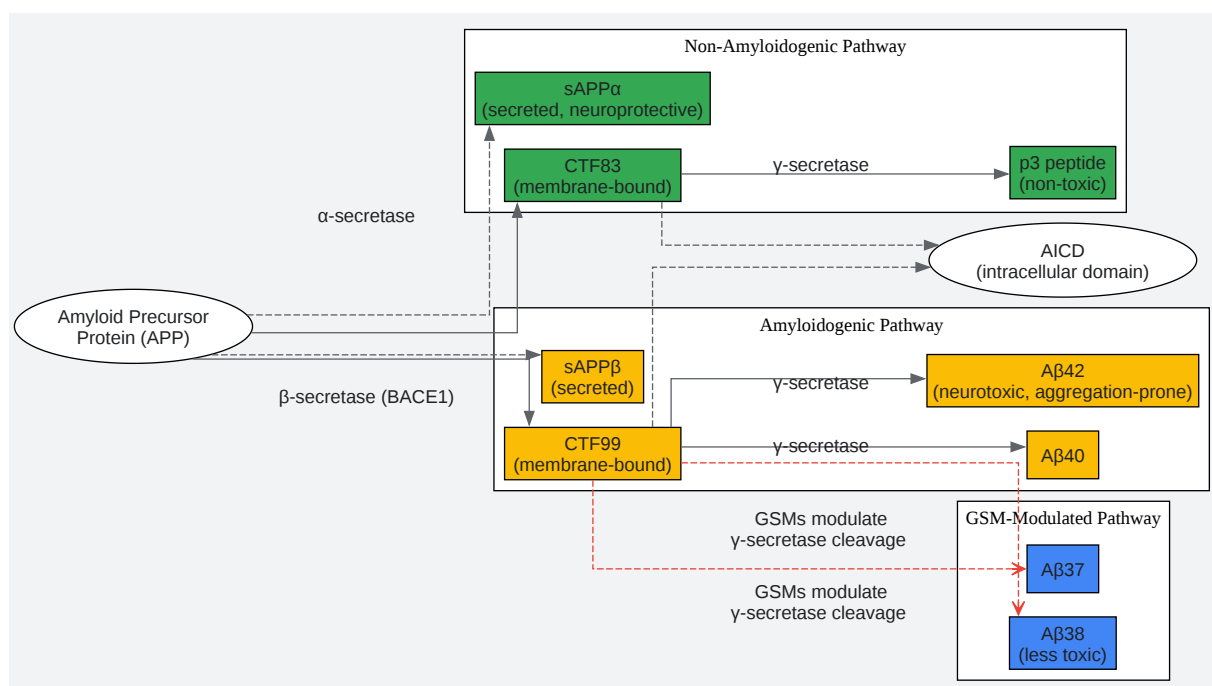 Non-Amyloidogenic Pathway
sAPPα
(secreted, neuroprotective)
CTF83
(membrane-bound)
γ-secretase
p3 peptide
(non-toxic)
α-secretase
AICD
(intracellular domain)
Amyloid Precursor
Protein (APP)
Amyloidogenic Pathway
sAPPβ
(secreted)
γ-secretase
Aβ42
(neurotoxic, aggregation-prone)
β-secretase (BACE1)
CTF99
(membrane-bound)
γ-secretase
Aβ40
GSMs modulate
γ-secretase cleavage
GSM-Modulated Pathway
Aβ37
GSMs modulate
γ-secretase cleavage
Aβ38
(less toxic)